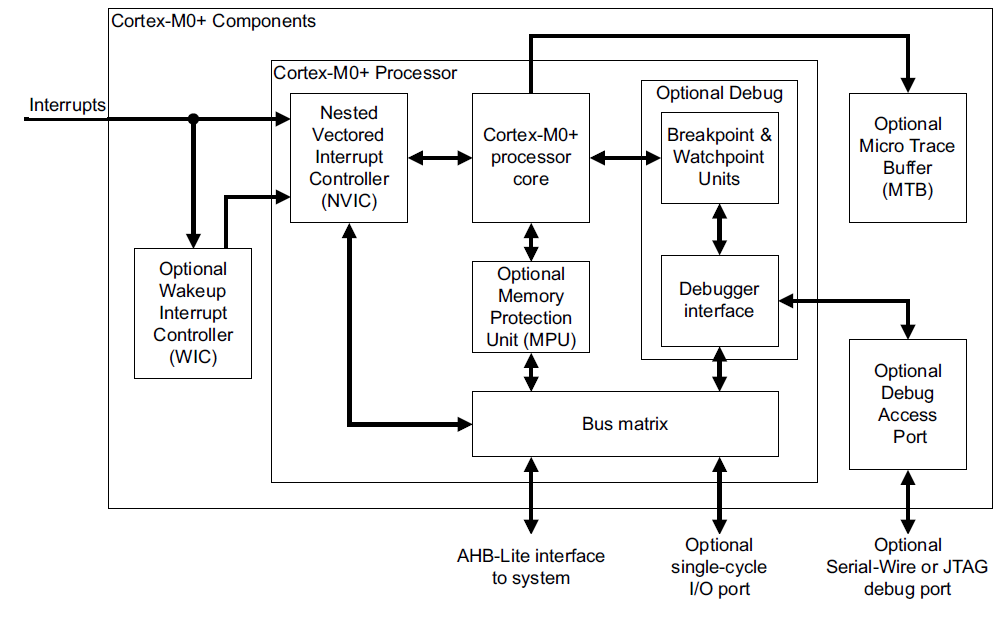 Cortex-M0+ Components
Cortex-M0+ Processor
Interrupts
Nested
Vectored
Interrupt
Controller
(NVIC)
Cortex-M0+
processor
core
Optional Debug
Breakpoint &
Watchpoint
Units
Optional
Micro Trace
Buffer
(MTB)
Optional
Wakeup
Interrupt
Controller
(WIC)
Optional
Memory
Protection
Unit (MPU)
Debugger
interface
Optional
Debug
Access
Port
Bus matrix
AHB-Lite interface
to system
Optional
single-cycle
I/O port
Optional
Serial-Wire or JTAG
debug port